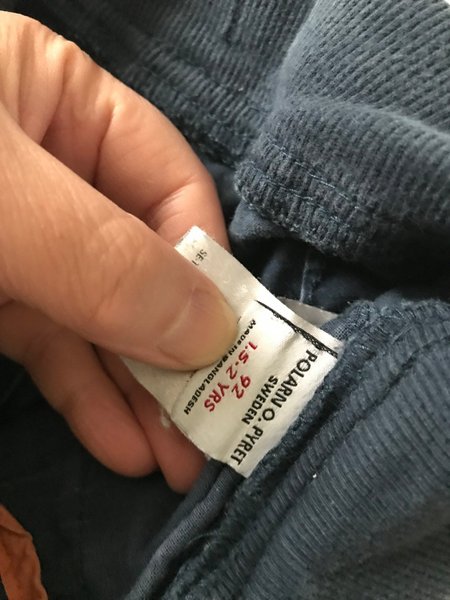 POLARN O. PYRET
SWEDEN
92
1.5-2 YRS
MADE IN BANGLADESH